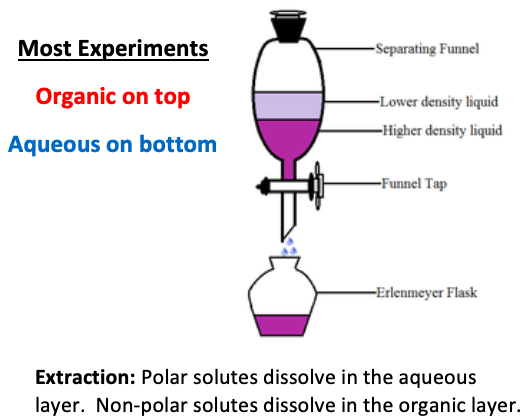 Most Experiments
Organic on top
Aqueous on bottom
Separating Funnel
Lower density liquid
Higher density liquid
Funnel Tap
Erlenmeyer Flask
Extraction: Polar solutes dissolve in the aqueous
layer. Non-polar solutes dissolve in the organic layer.